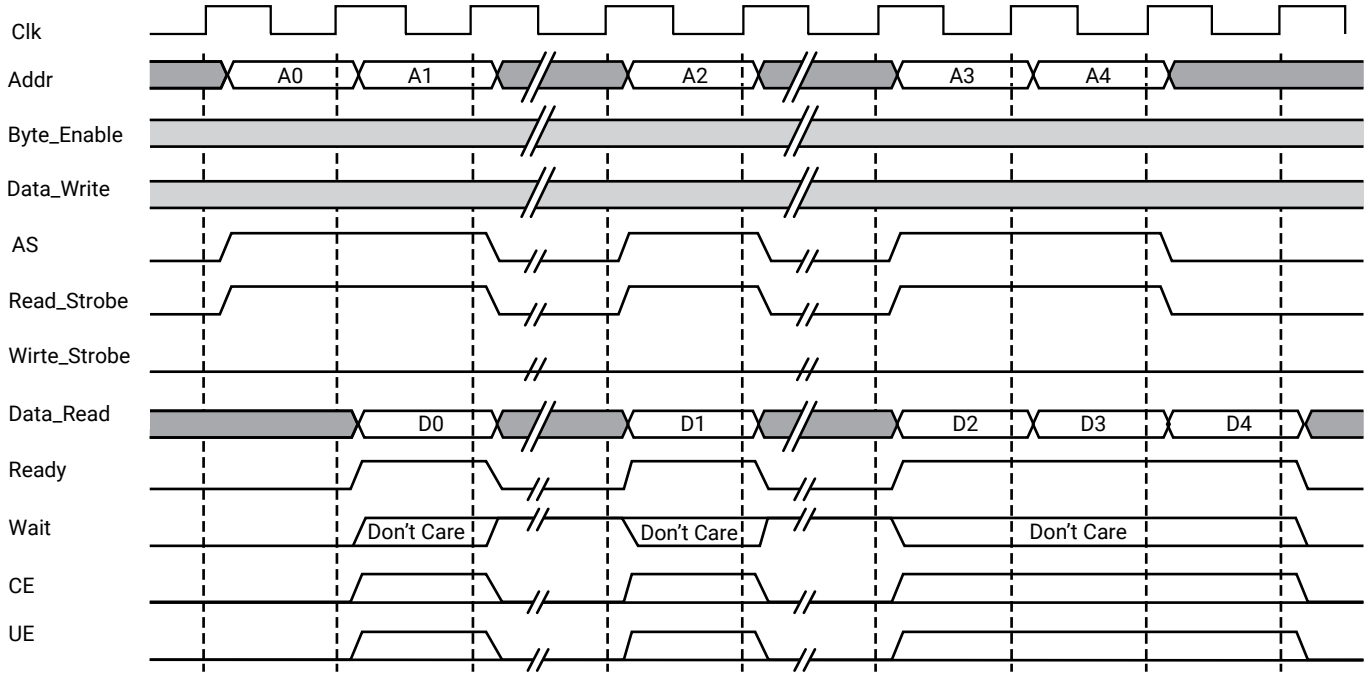 Clk
Addr A0 A1 A2 A3 A4
Byte_Enable
Data_Write
AS
Read_Strobe
Wirte_Strobe
Data_Read D0 D1 D2 D3 D4
Ready
Wait Don’t Care Don’t Care Don’t Care
CE
UE